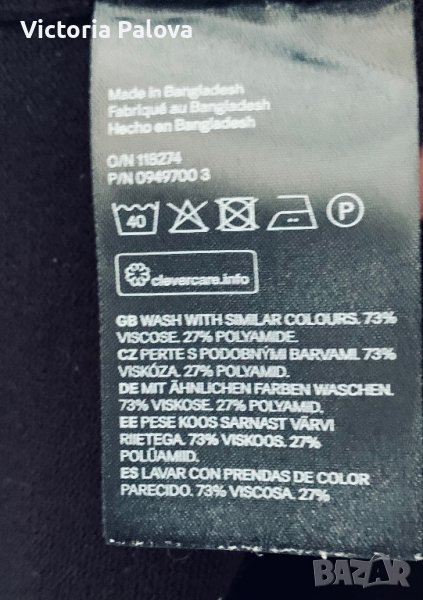 Victoria Palova
Made in Bangladesh
Fabriqué au Bangladesh
Hecho en Bangladesh
O/N 118274
P/N 0949700 3
40
P
clevercare.info
GB WASH WITH SIMILAR COLOURS. 73%
VISCOSE. 27% POLYAMIDE.
CZ PERTE S PODOBNÝMI BARVAMI. 73%
VISKÓZA. 27% POLYAMID.
DE MIT ÄHNLICHEN FARBEN WASCHEN.
73% VISKOSE. 27% POLYAMID.
EE PESE KOOS SARNAST VÄRVI
RIIETEGA. 73% VISKOOS. 27%
POLÜAMIID.
ES LAVAR CON PRENDAS DE COLOR
PARECIDO. 73% VISCOSA. 27%
BAZAR